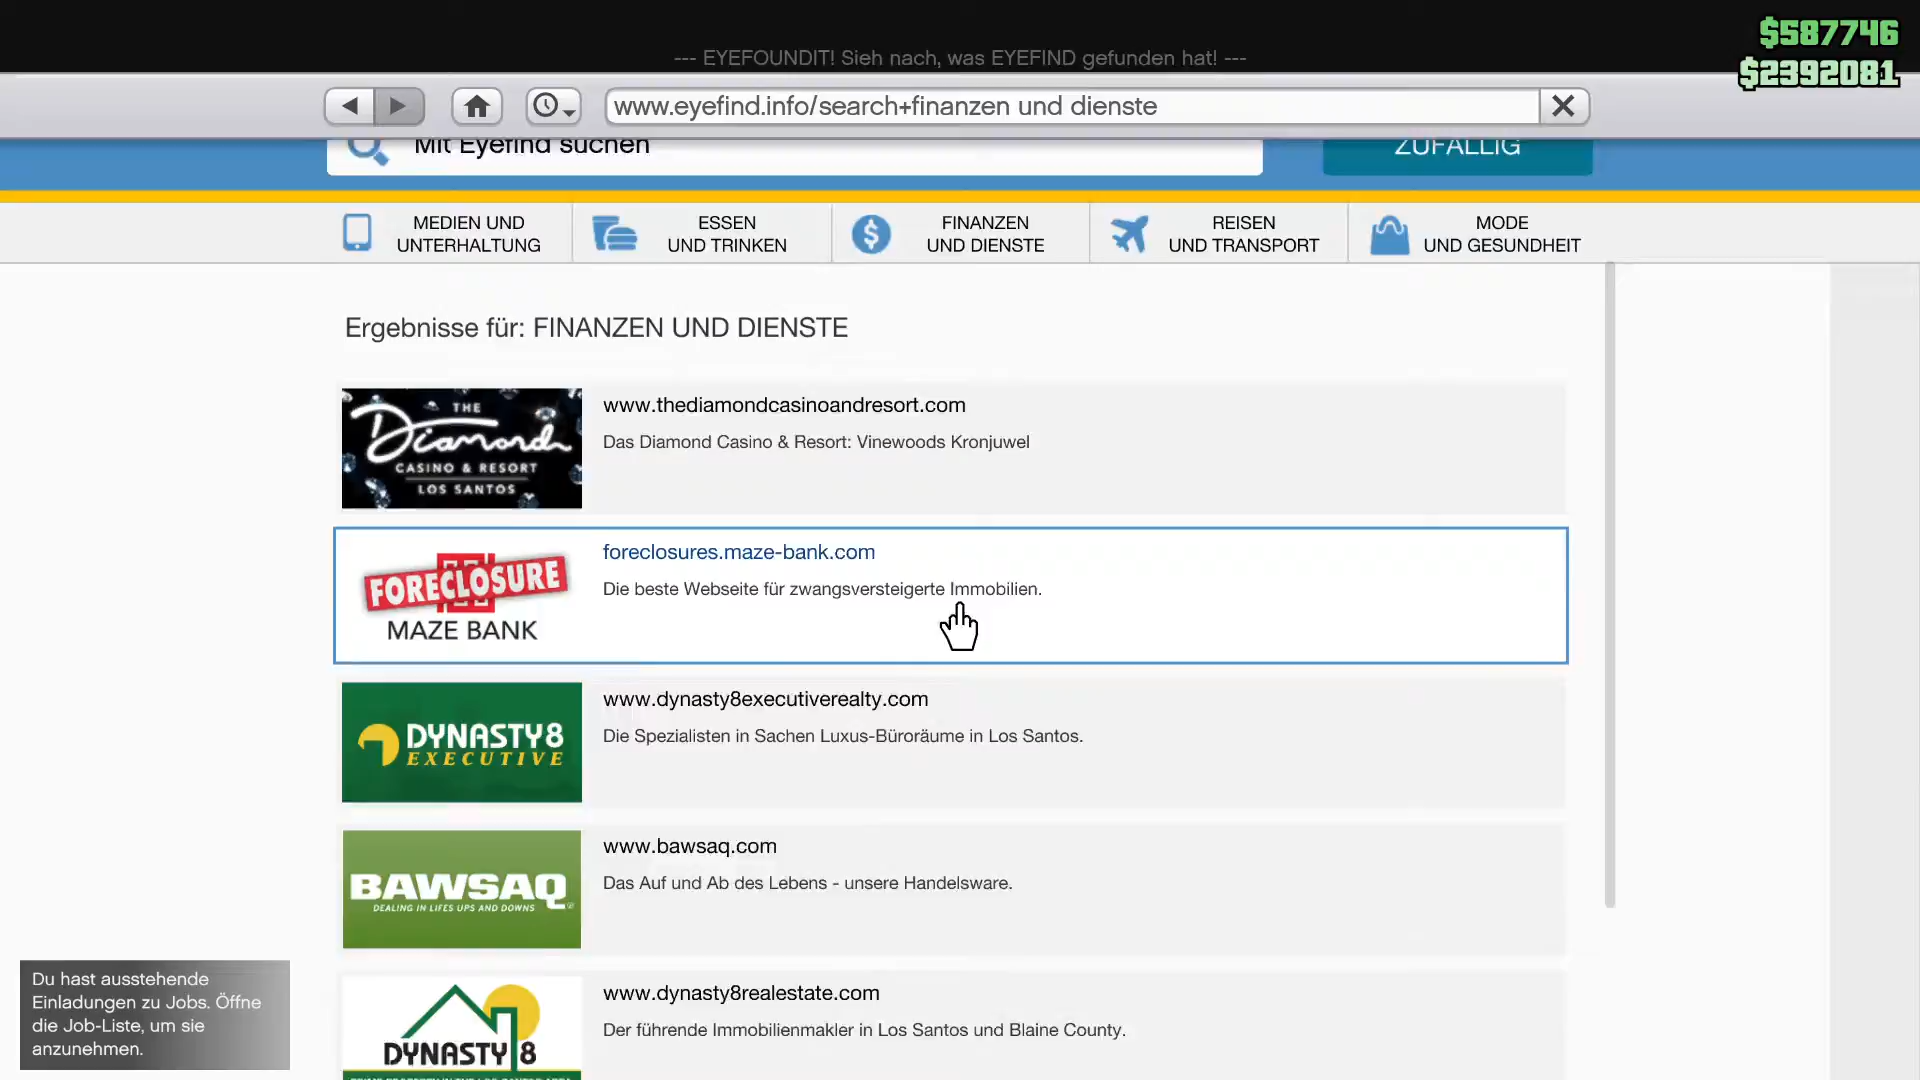 $587746
$2392081
--- EYEFOUNDIT! Sieh nach, was EYEFIND gefunden hat! ---
www.eyefind.info/search+finanzen und dienste
Mit Eyefind suchen
ZUFÄLLIG
MEDIEN UND
UNTERHALTUNG
ESSEN
UND TRINKEN
FINANZEN
UND DIENSTE
REISEN
UND TRANSPORT
MODE
UND GESUNDHEIT
Ergebnisse für: FINANZEN UND DIENSTE
THE
Diamond
CASINO & RESORT
LOS SANTOS
www.thediamondcasinoandresort.com
Das Diamond Casino & Resort: Vinewoods Kronjuwel
FORECLOSURE
MAZE BANK
foreclosures.maze-bank.com
Die beste Webseite für zwangsversteigerte Immobilien.
DYNASTY8
EXECUTIVE
www.dynasty8executiverealty.com
Die Spezialisten in Sachen Luxus-Büroräume in Los Santos.
BAWSAQ
DEALING IN LIFES UPS AND DOWNS
www.bawsaq.com
Das Auf und Ab des Lebens - unsere Handelsware.
DYNASTY 8
www.dynasty8realestate.com
Der führende Immobilienmakler in Los Santos und Blaine County.
Du hast ausstehende
Einladungen zu Jobs. Öffne
die Job-Liste, um sie
anzunehmen.